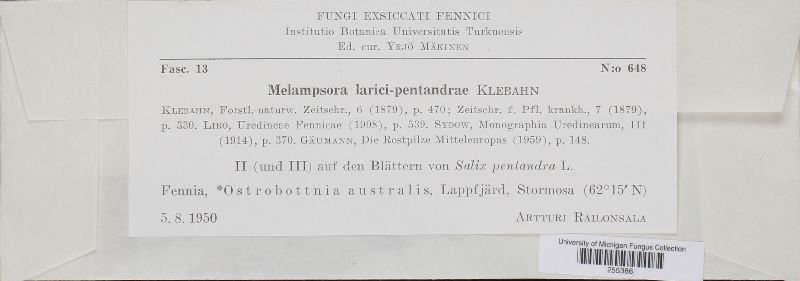 FUNGI EXSICCATI FENNICI
Institutio Botanica Universitatis Turkuensis
Ed. cur. YRJÖ MÄKINEN
Fasc. 13 N:o 648
Melampsora larici-pentandrae KLEBAHN
KLEBAHN, Forstl.-naturw. Zeitschr., 6 (1879), p. 470; Zeitschr. f. Pfl. krankh., 7 (1879),
p. 330. LIRO, Uredineae Fennicae (1908), p. 539. SYDOW, Monographia Uredinearum, III
(1914), p. 370. GÄUMANN, Die Rostpilze Mitteleuropas (1959), p. 148.
II (und III) auf den Blättern von Salix pentandra L.
Fennia, *Ostrobottnia australis, Lappfjärd, Stormosa (62°15′ N)
5. 8. 1950 ARTTURI RAILONSALA
University of Michigan Fungus Collection
255386